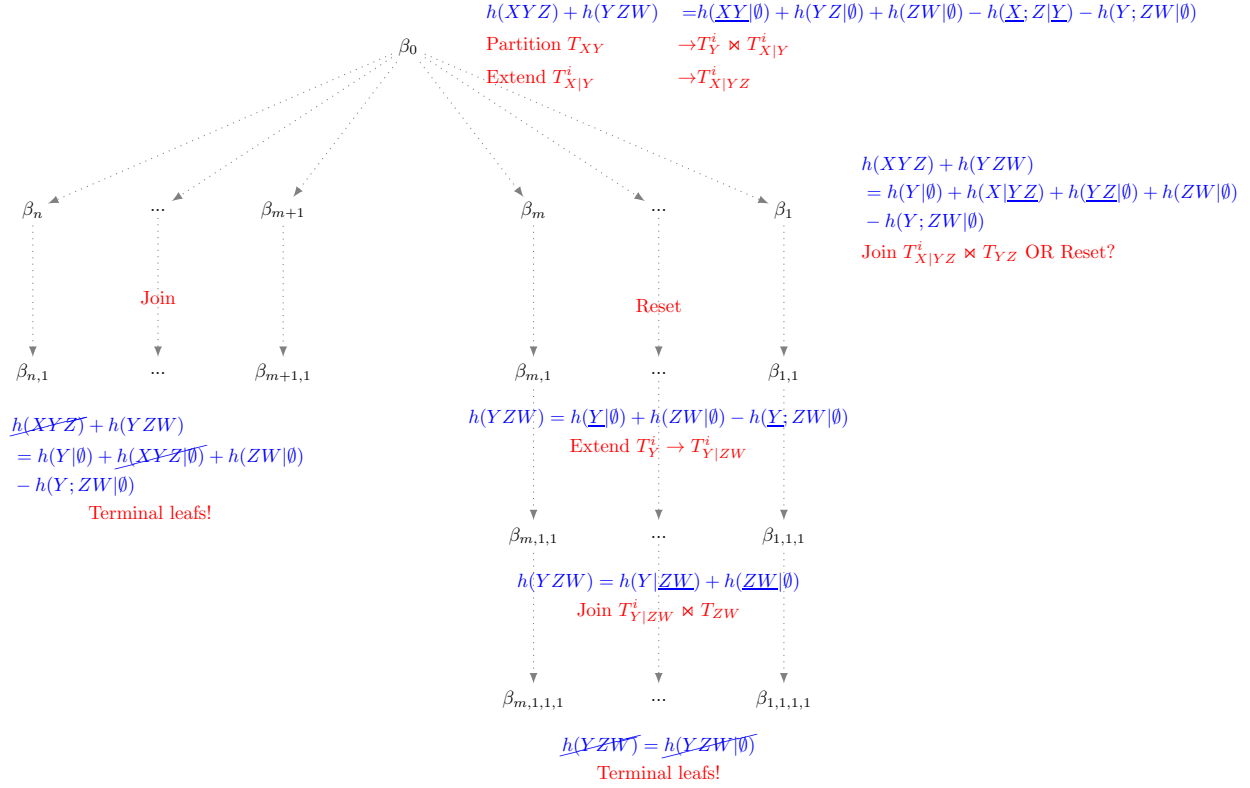 h(XYZ) + h(YZW) =h(XY|∅) + h(YZ|∅) + h(ZW|∅) − h(X; Z|Y) − h(Y; ZW|∅)
β_0
Partition T_{XY} →T^i_Y ⋈ T^i_{X|Y}
Extend T^i_{X|Y} →T^i_{X|YZ}
h(XYZ) + h(YZW)
= h(Y|∅) + h(X|YZ) + h(YZ|∅) + h(ZW|∅)
− h(Y; ZW|∅)
Join T^i_{X|YZ} ⋈ T_{YZ} OR Reset?
β_n ... β_{m+1} β_m ... β_1
Join Reset
β_{n,1} ... β_{m+1,1} β_{m,1} ... β_{1,1}
h(XYZ) + h(YZW)
= h(Y|∅) + h(XYZ|∅) + h(ZW|∅)
− h(Y; ZW|∅)
Terminal leafs!
h(YZW) = h(Y|∅) + h(ZW|∅) − h(Y; ZW|∅)
Extend T^i_Y → T^i_{Y|ZW}
β_{m,1,1} ... β_{1,1,1}
h(YZW) = h(Y|ZW) + h(ZW|∅)
Join T^i_{Y|ZW} ⋈ T_{ZW}
β_{m,1,1,1} ... β_{1,1,1,1}
h(YZW) = h(YZW|∅)
Terminal leafs!